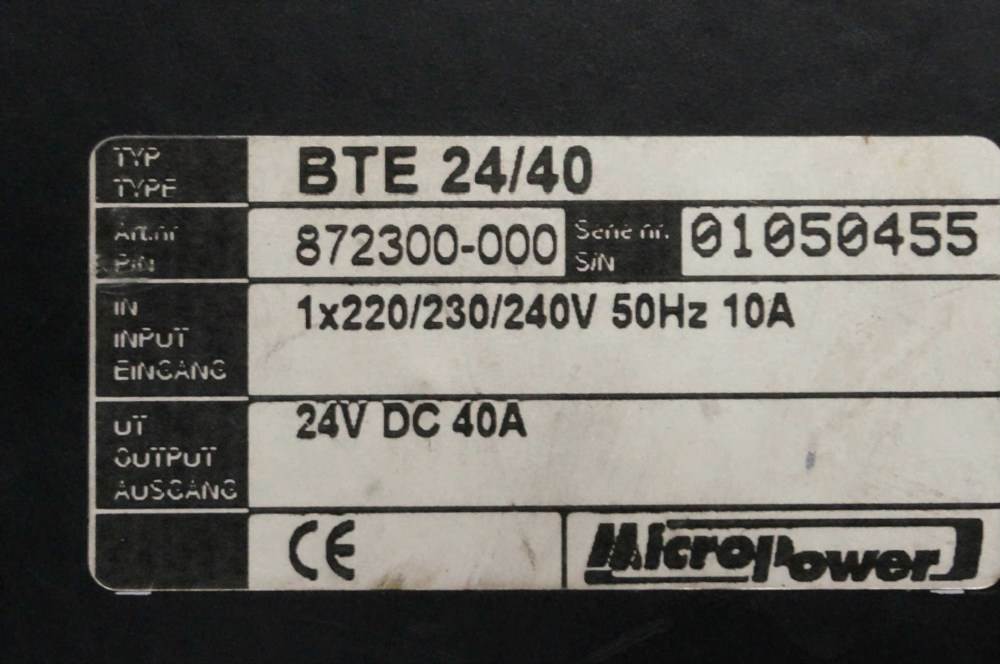 TYP
TYPE
BTE 24/40
Art.nr
P/N
872300-000
Serie nr.
S/N
01050455
IN
INPUT
EINGANG
1x220/230/240V 50Hz 10A
UT
OUTPUT
AUSGANG
24V DC 40A
CE
Micropower